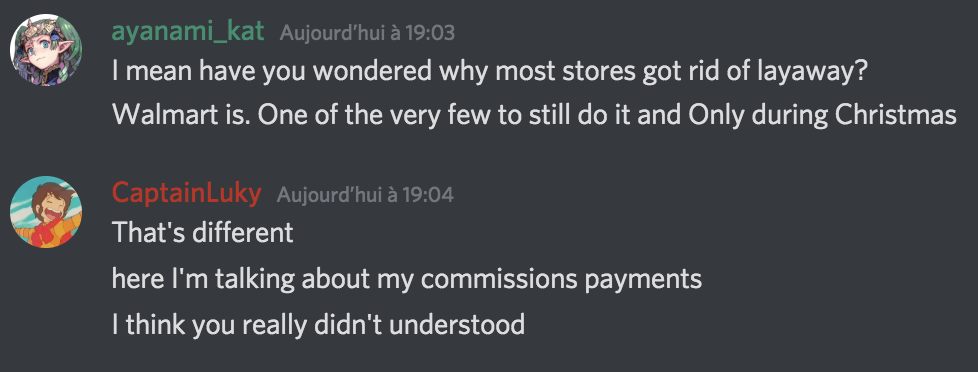 ayanami_kat Aujourd’hui à 19:03
I mean have you wondered why most stores got rid of layaway?
Walmart is. One of the very few to still do it and Only during Christmas
CaptainLuky Aujourd’hui à 19:04
That's different
here I'm talking about my commissions payments
I think you really didn't understood